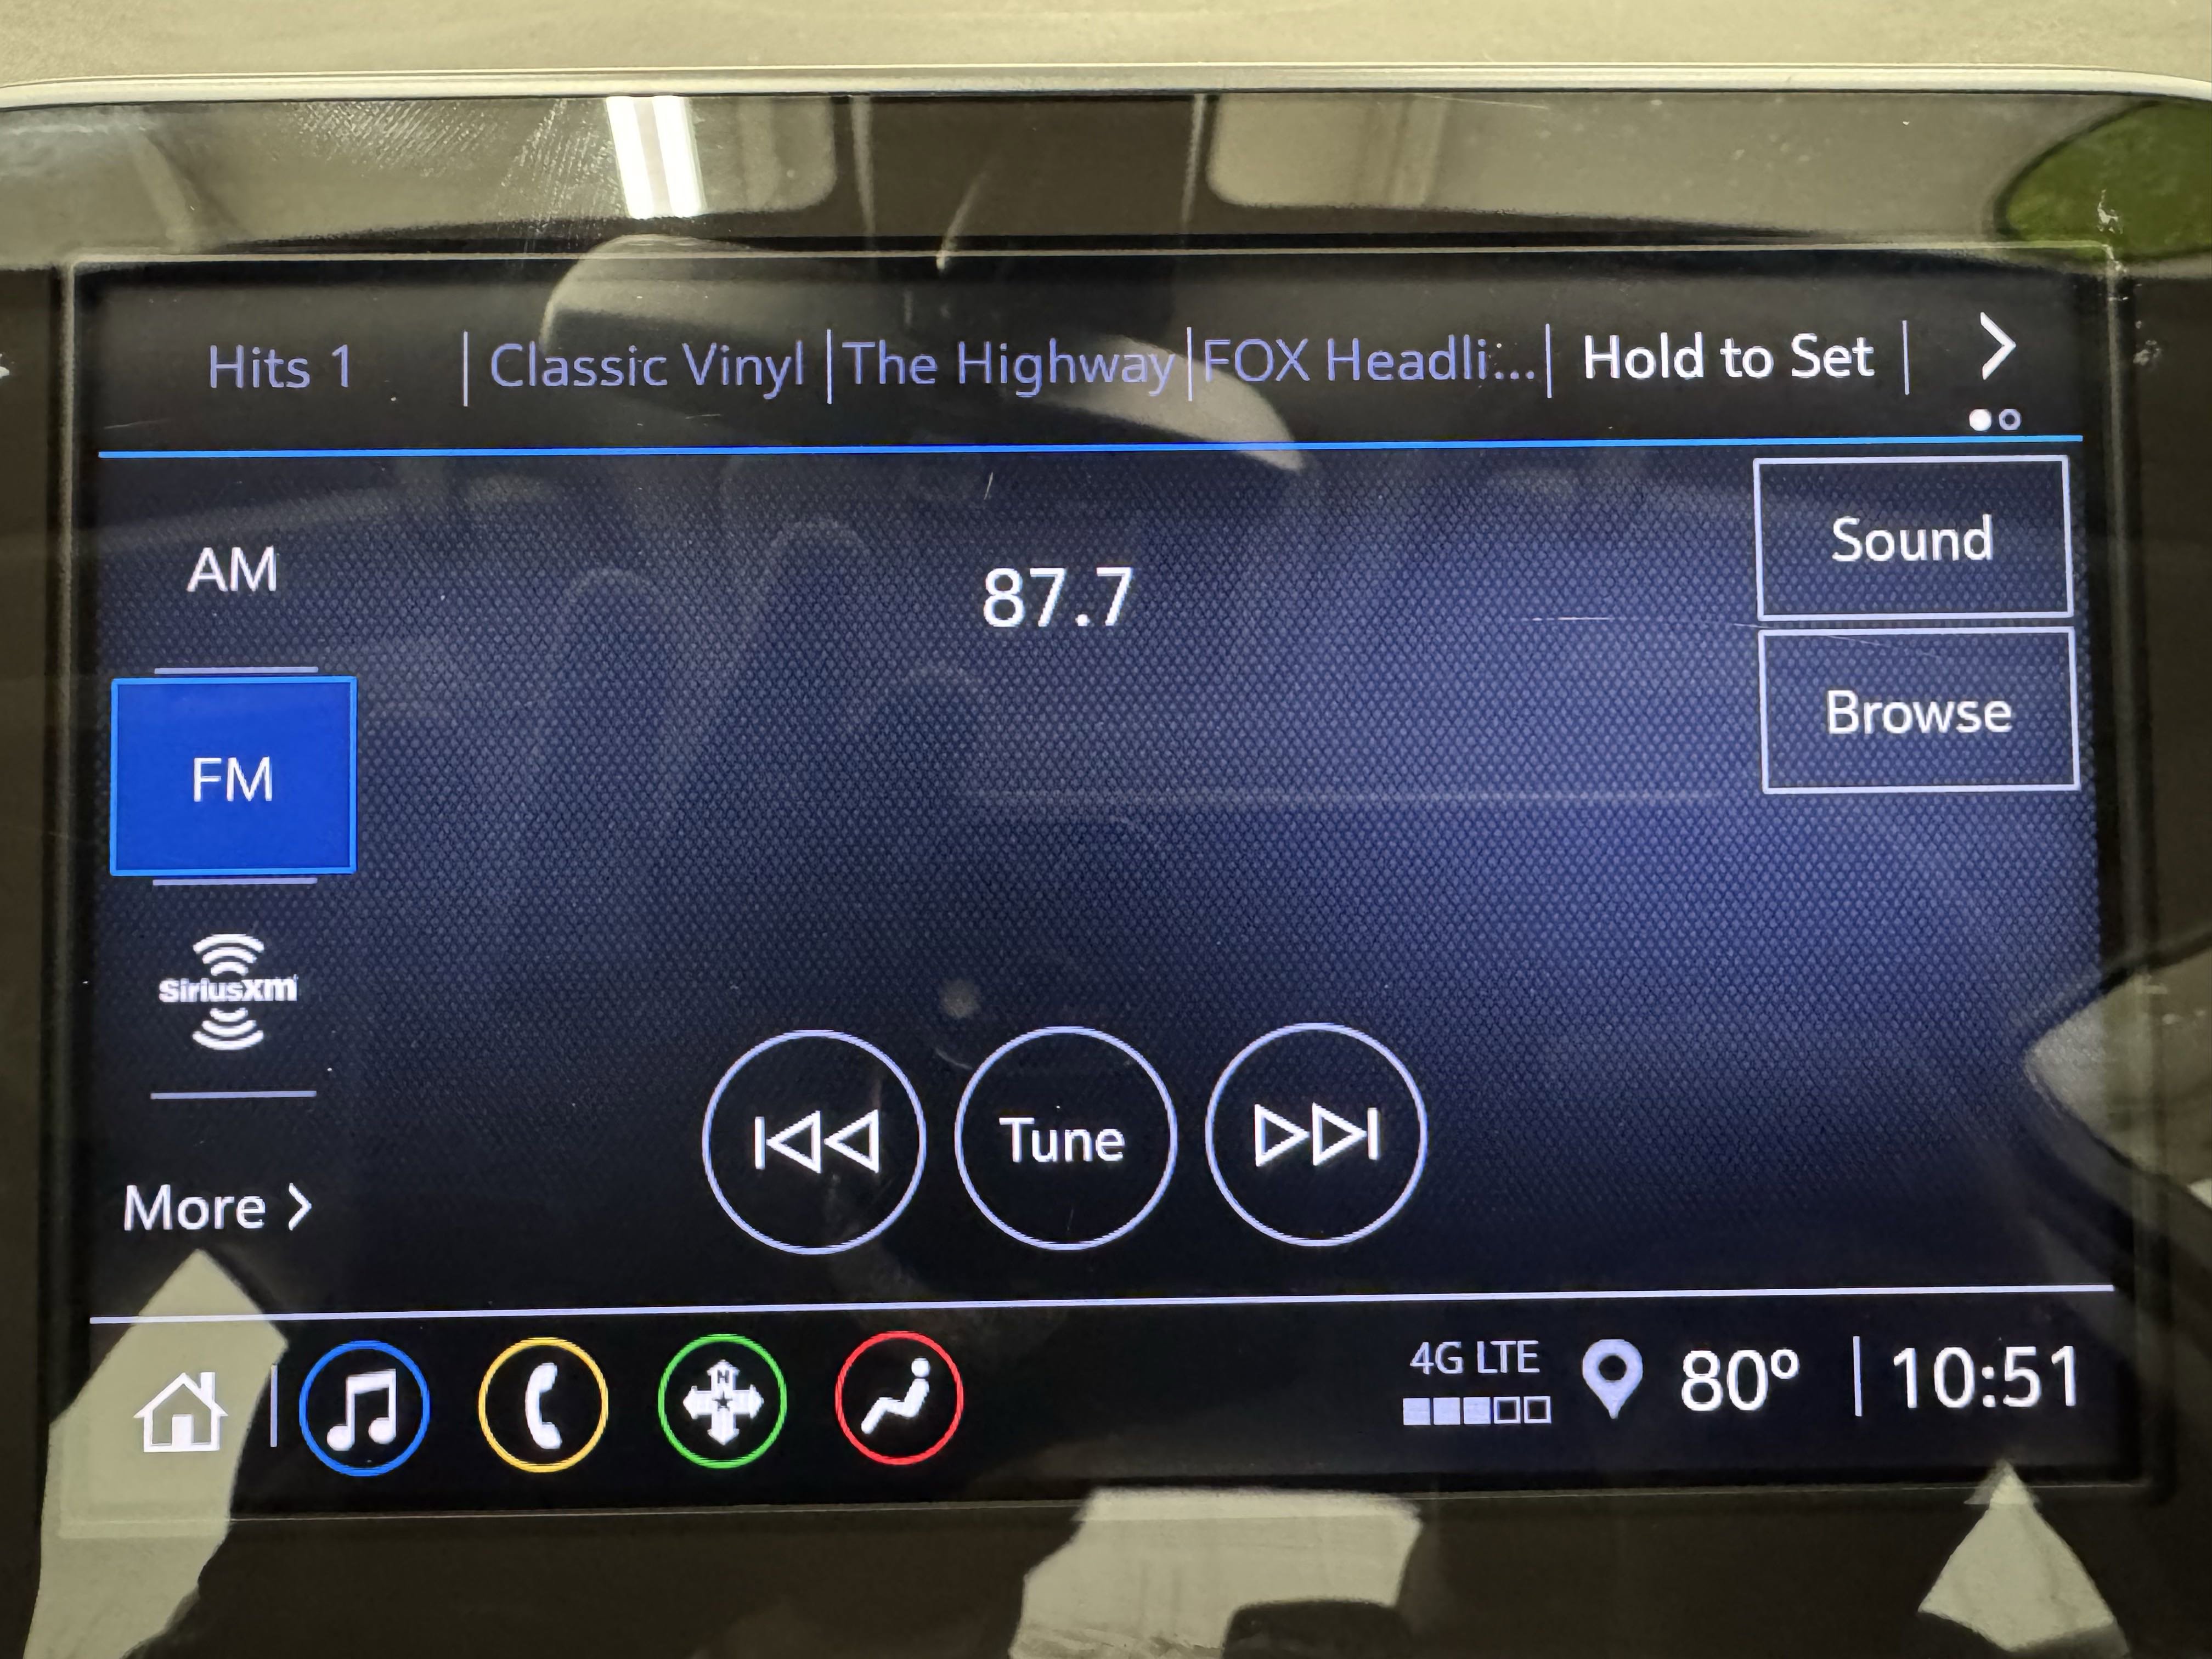 Hits 1 Classic Vinyl The Highway FOX Headli... Hold to Set
Sound
AM
87.7
Browse
FM
SiriusXM
Tune
More
4G LTE
80° 10:51
N